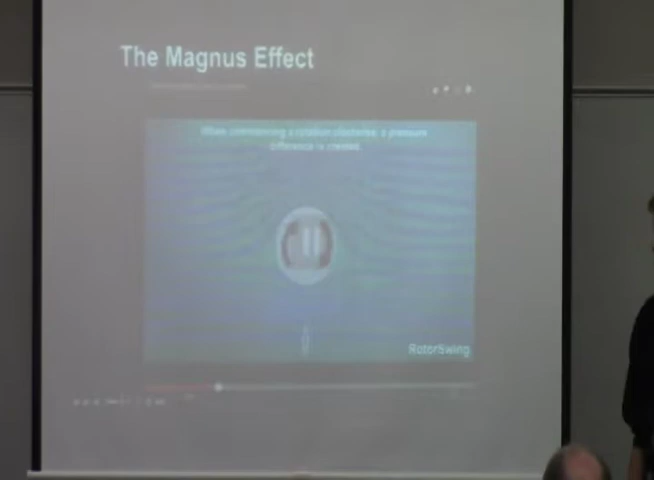 The Magnus Effect
When commencing a rotation clockwise, a pressure
difference is created.
RotorSwing